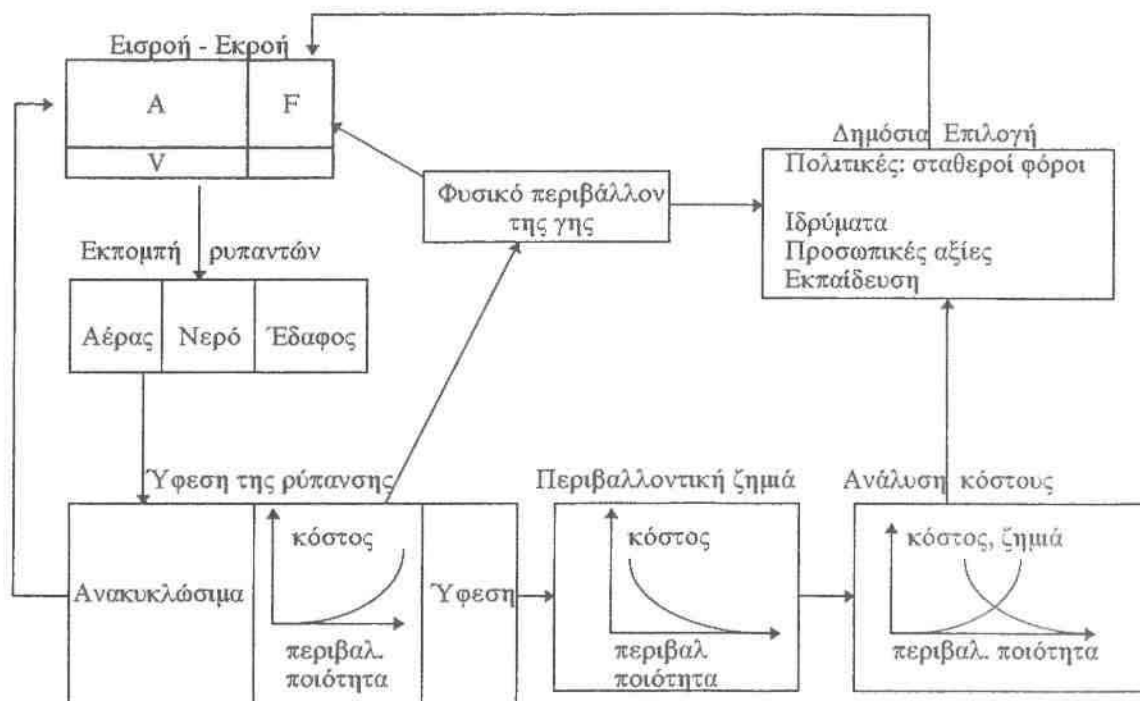 Εισροή - Εκροή
A F
V
Δημόσια Επιλογή
Πολιτικές: σταθεροί φόροι
Ιδρύματα
Προσωπικές αξίες
Εκπαίδευση
Φυσικό περιβάλλον
της γης
Εκπομπή ρυπαντών
Αέρας Νερό Έδαφος
Ύφεση της ρύπανσης
Ανακυκλώσιμα
κόστος
περιβαλ.
ποιότητα
Ύφεση
Περιβαλλοντική ζημιά
κόστος
περιβαλ
ποιότητα
Ανάλυση κόστους
κόστος, ζημιά
περιβαλ. ποιότητα